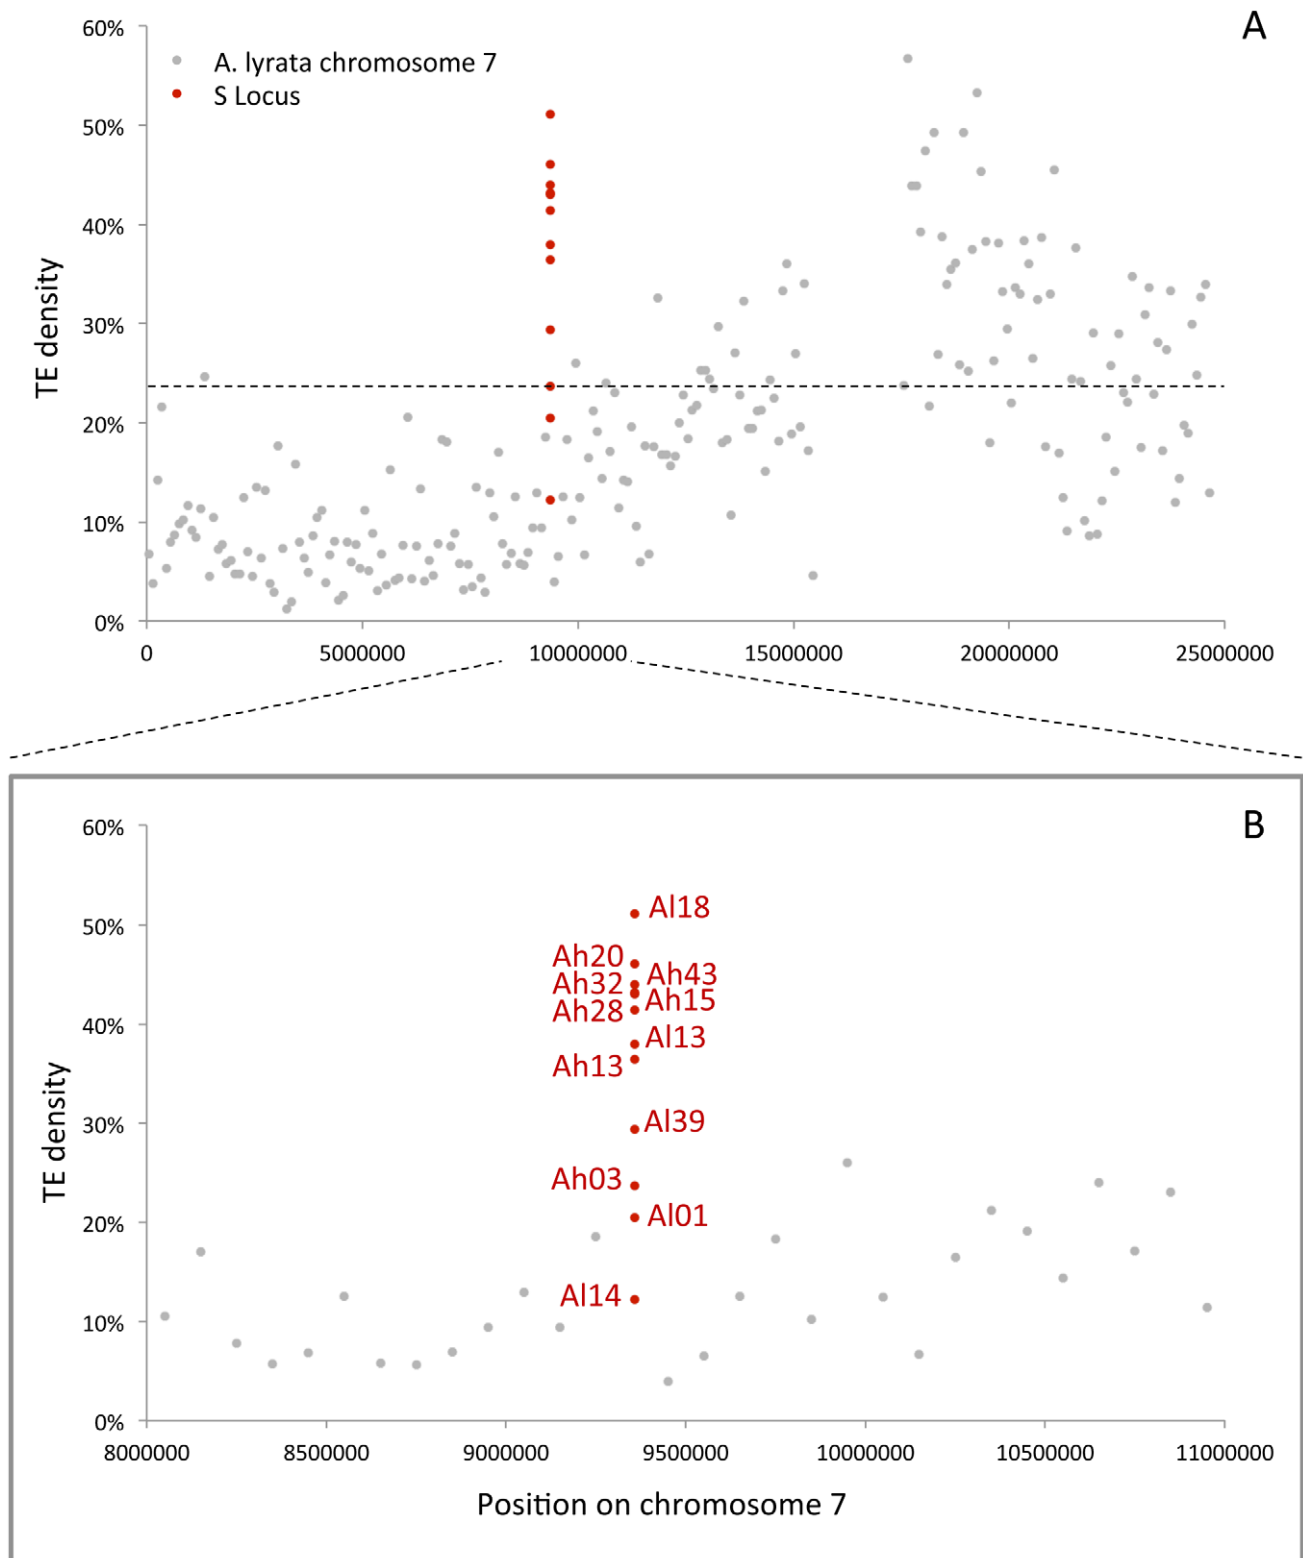 A
60%
A. lyrata chromosome 7
S Locus
50%
40%
30%
20%
10%
0%
TE density
0 5000000 10000000 15000000 20000000 25000000
B
60%
50%
40%
30%
20%
10%
0%
TE density
Al18
Ah20
Ah43
Ah32
Ah15
Ah28
Al13
Ah13
Al39
Ah03
Al01
Al14
8000000 8500000 9000000 9500000 10000000 10500000 11000000
Position on chromosome 7